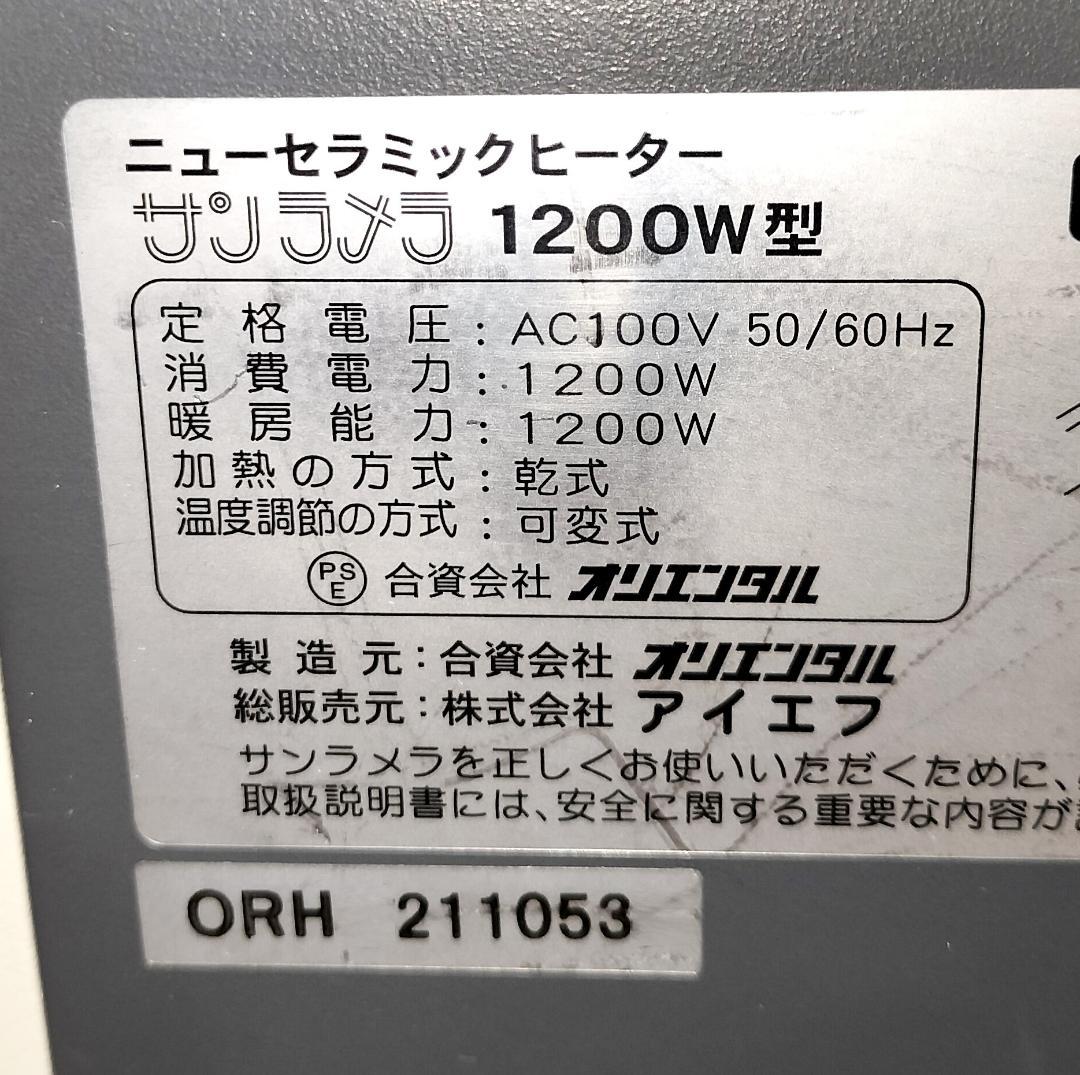 ニューセラミックヒーター
サンラメラ 1200W型
定格電圧：AC100V 50/60Hz
消費電力：1200W
暖房能力：1200W
加熱の方式：乾式
温度調節の方式：可変式
PSE 合資会社 オリエンタル
製造元：合資会社 オリエンタル
総販売元：株式会社 アイエフ
サンラメラを正しくお使いいただくために、
取扱説明書には、安全に関する重要な内容が
ORH 211053